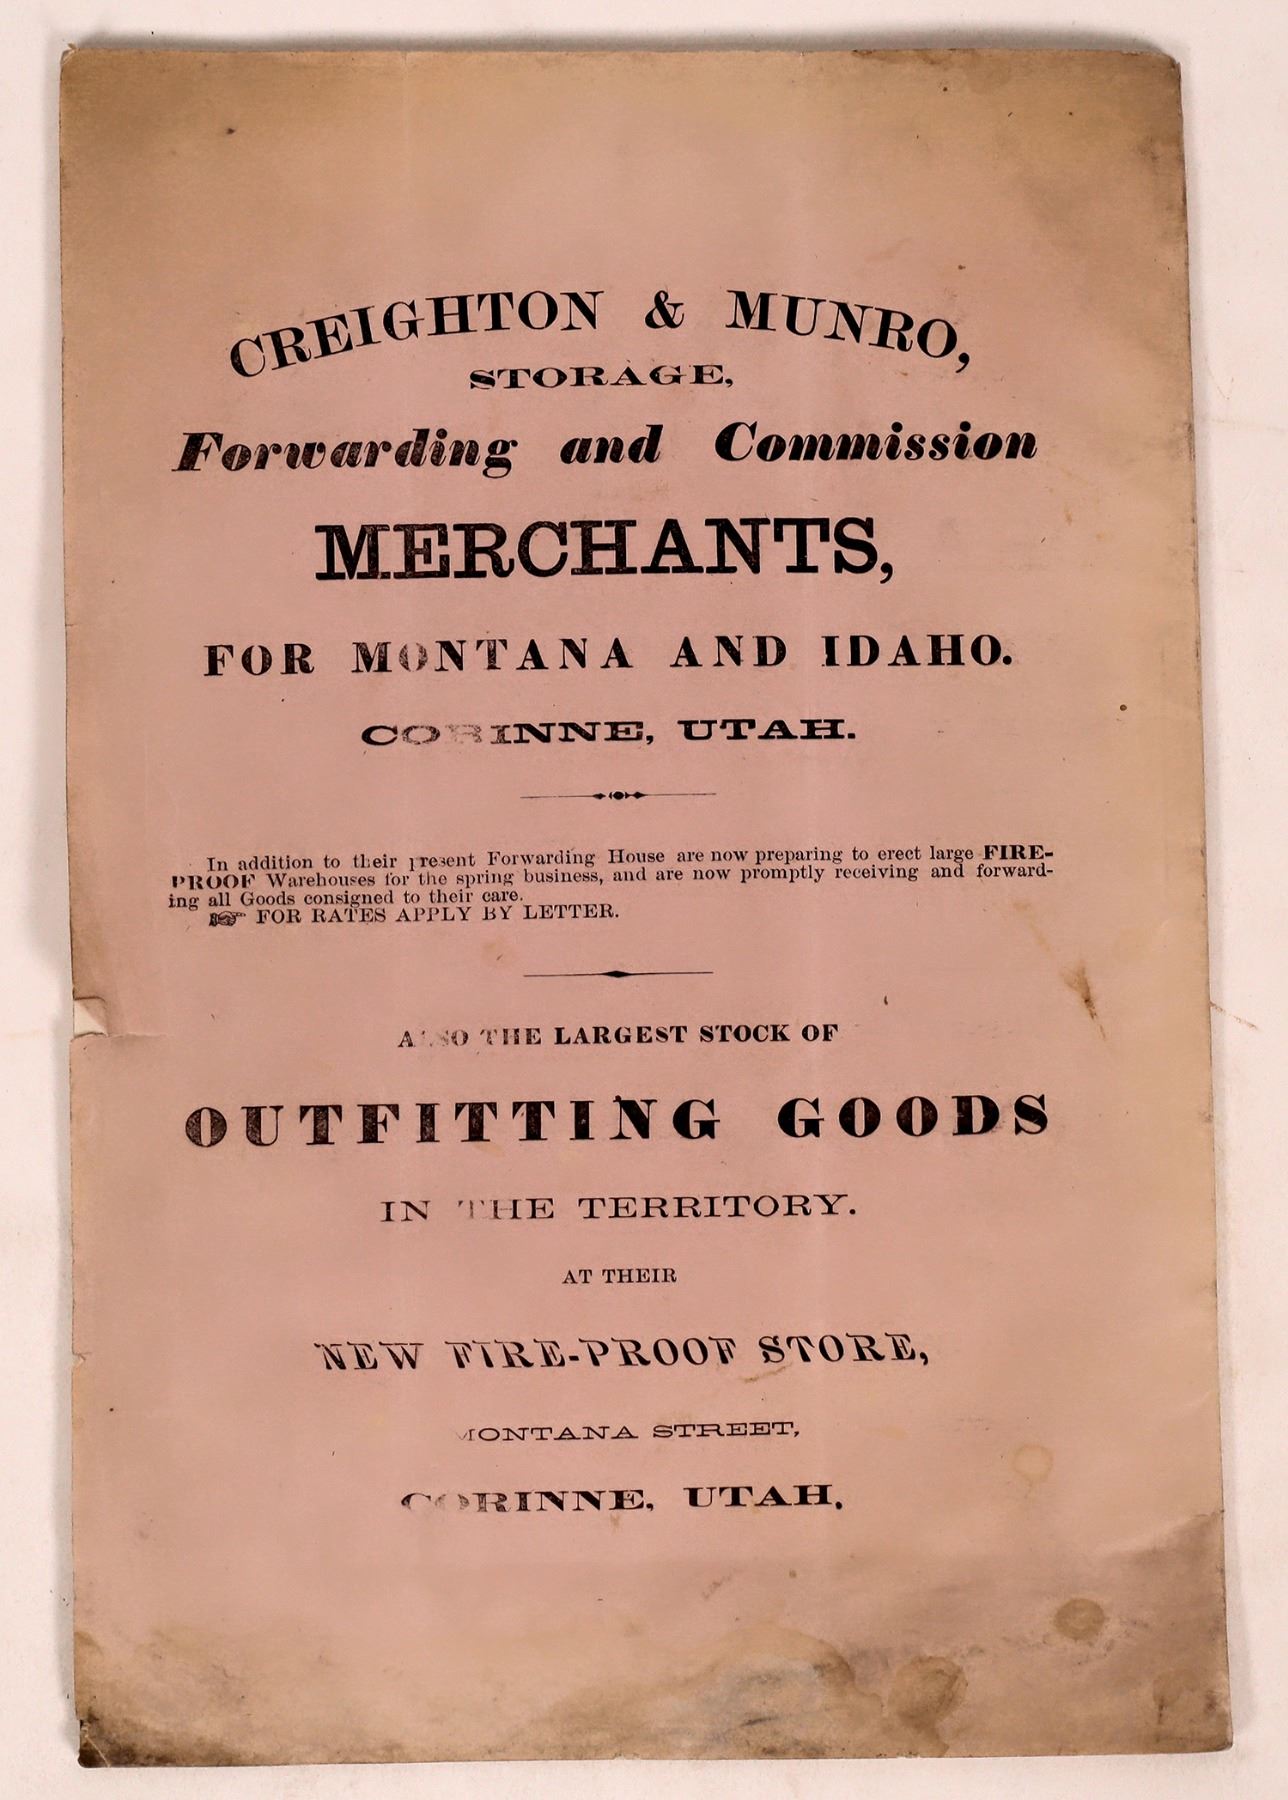 CREIGHTON & MUNRO,
STORAGE,
Forwarding and Commission
MERCHANTS,
FOR MONTANA AND IDAHO.
CORINNE, UTAH.
In addition to their present Forwarding House are now preparing to erect large FIRE-
PROOF Warehouses for the spring business, and are now promptly receiving and forward-
ing all Goods consigned to their care.
☞ FOR RATES APPLY BY LETTER.
ALSO THE LARGEST STOCK OF
OUTFITTING GOODS
IN THE TERRITORY.
AT THEIR
NEW FIRE-PROOF STORE,
MONTANA STREET,
CORINNE, UTAH.